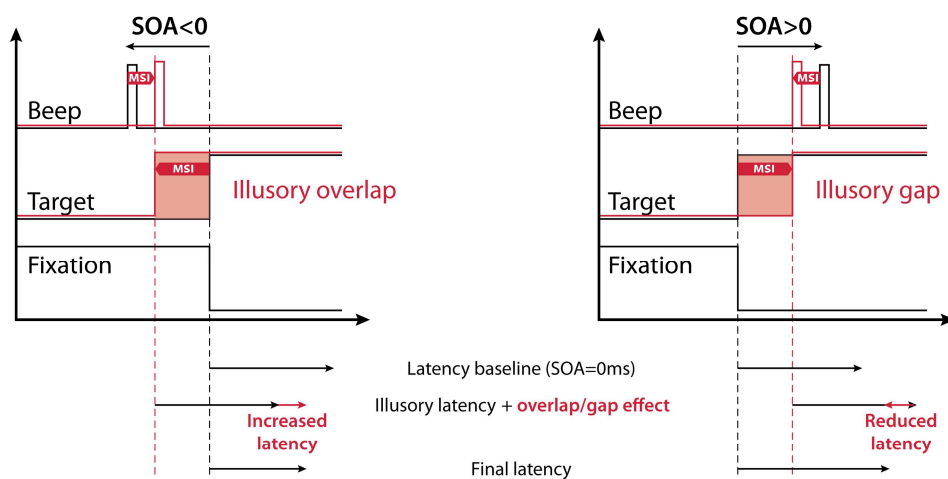 SOA<0
MSI
Beep
MSI
Illusory overlap
Target
Fixation
SOA>0
MSI
Beep
MSI
Illusory gap
Target
Fixation
Latency baseline (SOA=0ms)
Illusory latency + overlap/gap effect
Increased
latency
Reduced
latency
Final latency